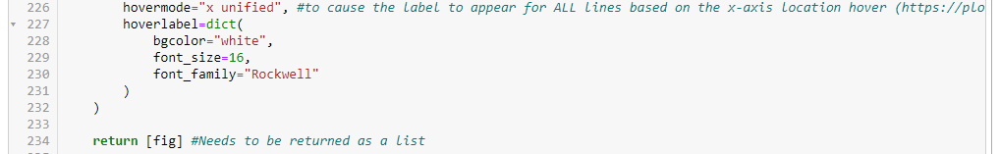 226 hovermode="x unified", #to cause the label to appear for ALL lines based on the x-axis location hover (https://plo
227 hoverlabel=dict(
228 bgcolor="white",
229 font_size=16,
230 font_family="Rockwell"
231 )
232 )
233
234 return [fig] #Needs to be returned as a list